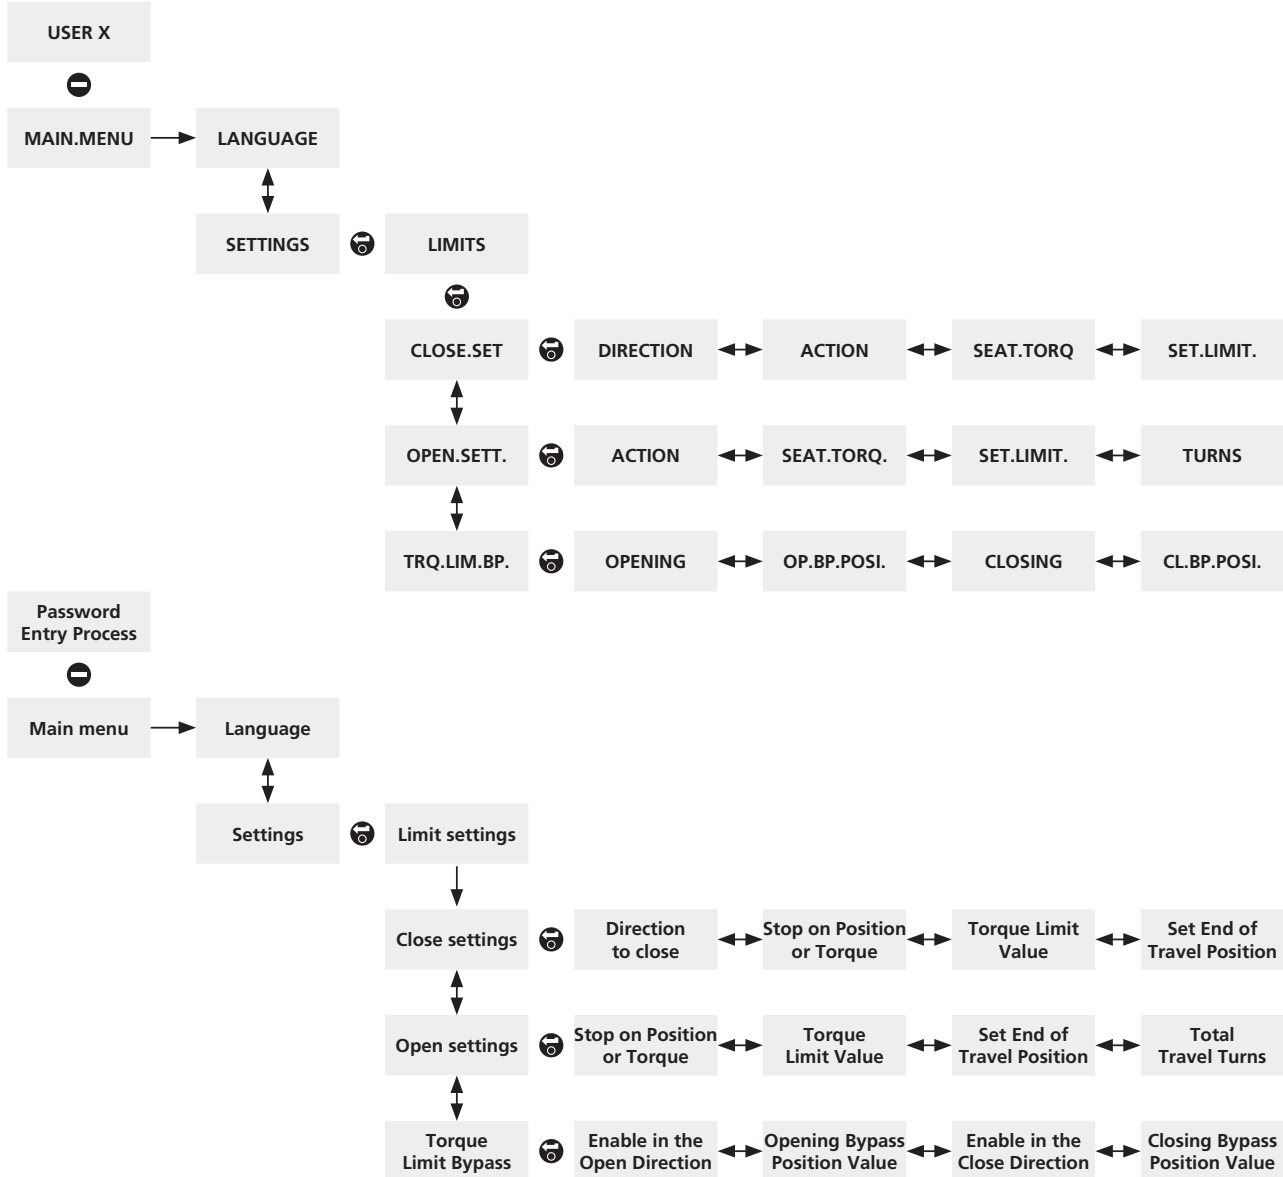 USER X
MAIN.MENU
LANGUAGE
SETTINGS
LIMITS
CLOSE.SET
DIRECTION
ACTION
SEAT.TORQ
SET.LIMIT.
OPEN.SETT.
ACTION
SEAT.TORQ.
SET.LIMIT.
TURNS
TRQ.LIM.BP.
OPENING
OP.BP.POSI.
CLOSING
CL.BP.POSI.
Password
Entry Process
Main menu
Language
Settings
Limit settings
Close settings
Direction
to close
Stop on Position
or Torque
Torque Limit
Value
Set End of
Travel Position
Open settings
Stop on Position
or Torque
Torque
Limit Value
Set End of
Travel Position
Total
Travel Turns
Torque
Limit Bypass
Enable in the
Open Direction
Opening Bypass
Position Value
Enable in the
Close Direction
Closing Bypass
Position Value